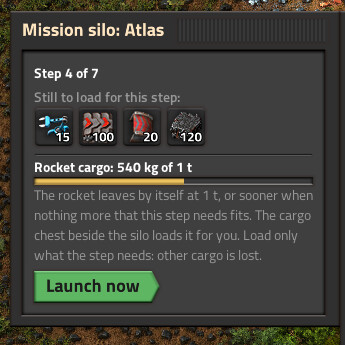 Mission silo: Atlas
Step 4 of 7
Still to load for this step:
15 100 20 120
Rocket cargo: 540 kg of 1 t
The rocket leaves by itself at 1 t, or sooner when
nothing more that this step needs fits. The cargo
chest beside the silo loads it for you. Load only
what the step needs: other cargo is lost.
Launch now